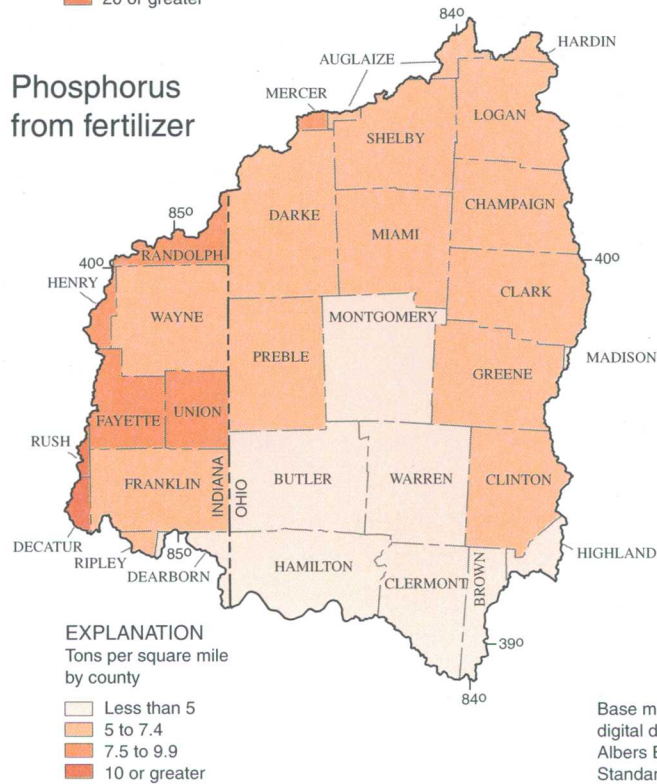 20 or greater
Phosphorus
from fertilizer
84⁰
HARDIN
AUGLAIZE
MERCER
LOGAN
SHELBY
CHAMPAIGN
DARKE
85⁰
MIAMI
RANDOLPH
40⁰
40⁰
HENRY
CLARK
WAYNE
MONTGOMERY
PREBLE
MADISON
GREENE
FAYETTE
UNION
RUSH
FRANKLIN
INDIANA
OHIO
BUTLER
WARREN
CLINTON
DECATUR
RIPLEY
85⁰
DEARBORN
HAMILTON
CLERMONT
BROWN
HIGHLAND
39⁰
84⁰
EXPLANATION
Tons per square mile
by county
Less than 5
5 to 7.4
7.5 to 9.9
10 or greater
Base m
digital d
Albers E
Standar